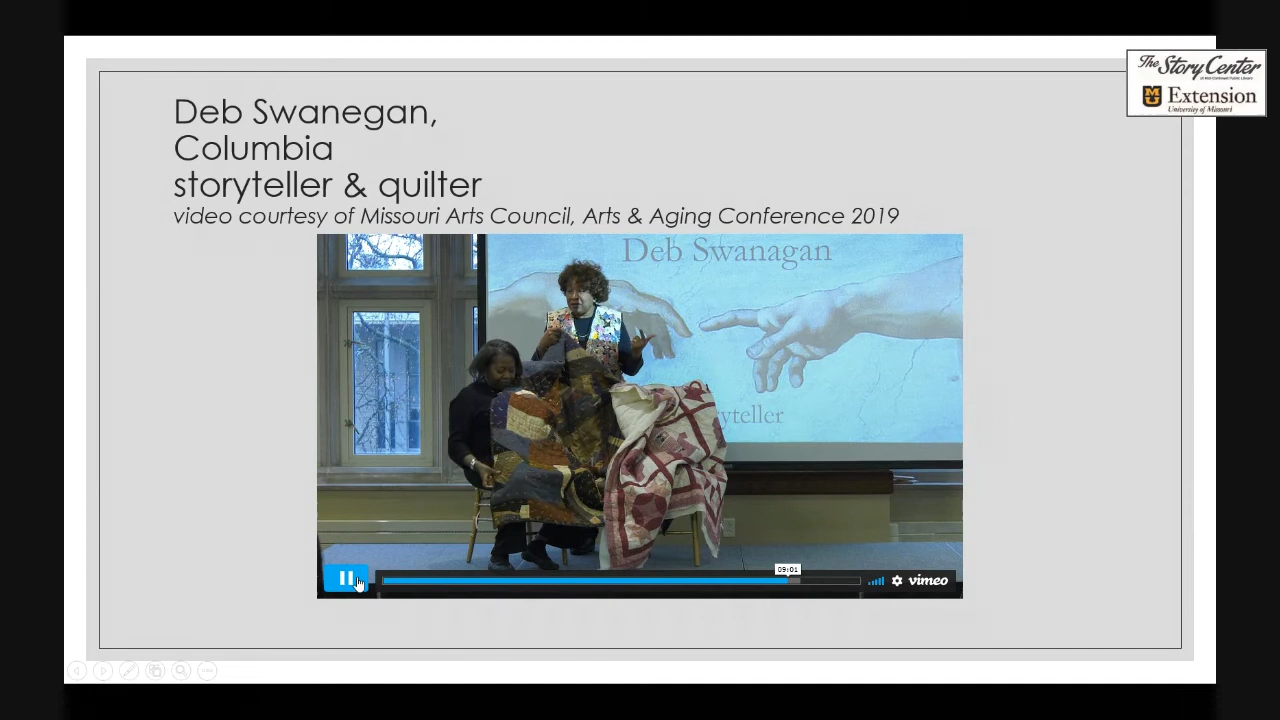 The Story Center
Extension
University of Missouri
Deb Swanegan,
Columbia
storyteller & quilter
video courtesy of Missouri Arts Council, Arts & Aging Conference 2019
Deb Swanagan
yteller
09:01
vimeo